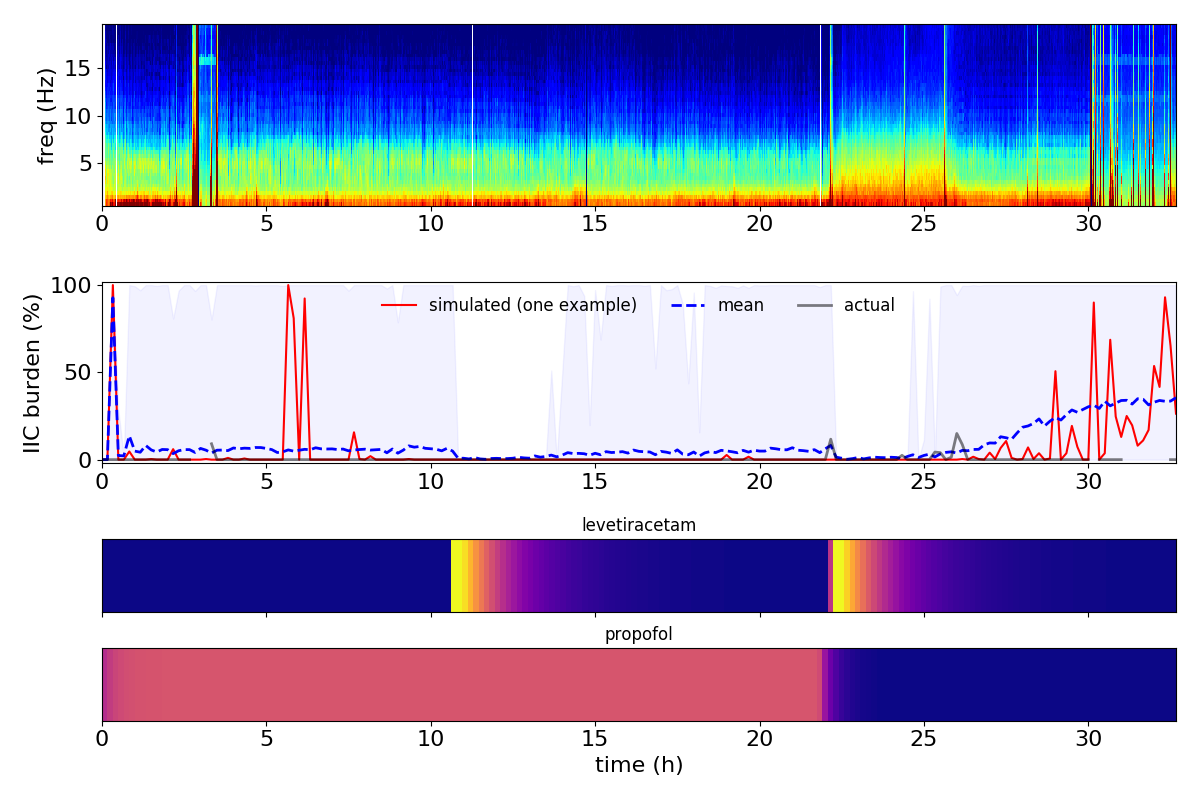 freq (Hz)
15
10
5
0 5 10 15 20 25 30
IIC burden (%)
100
50
0
simulated (one example) mean actual
0 5 10 15 20 25 30
levetiracetam
propofol
0 5 10 15 20 25 30
time (h)